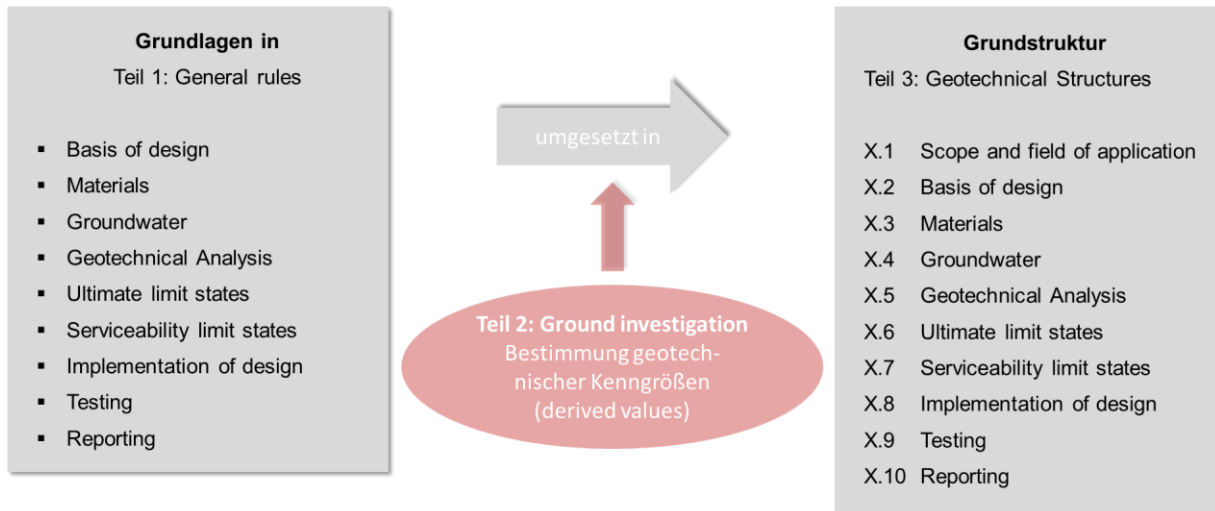 Grundlagen in
Teil 1: General rules
▪ Basis of design
▪ Materials
▪ Groundwater
▪ Geotechnical Analysis
▪ Ultimate limit states
▪ Serviceability limit states
▪ Implementation of design
▪ Testing
▪ Reporting
umgesetzt in
Teil 2: Ground investigation
Bestimmung geotech-
nischer Kenngrößen
(derived values)
Grundstruktur
Teil 3: Geotechnical Structures
X.1 Scope and field of application
X.2 Basis of design
X.3 Materials
X.4 Groundwater
X.5 Geotechnical Analysis
X.6 Ultimate limit states
X.7 Serviceability limit states
X.8 Implementation of design
X.9 Testing
X.10 Reporting